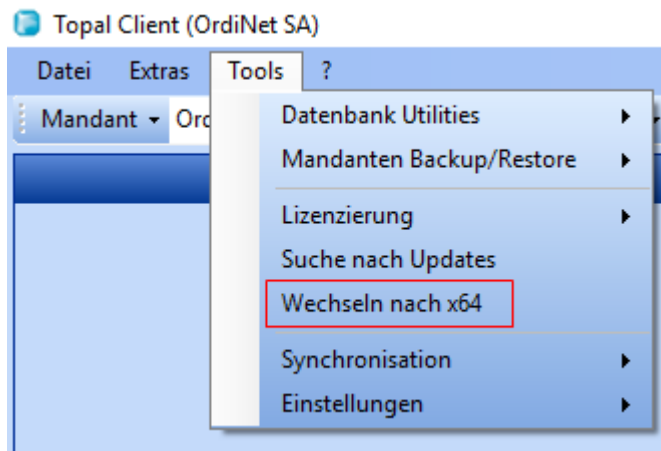 Topal Client (OrdiNet SA)
Datei Extras Tools ?
Mandant
Datenbank Utilities
Mandanten Backup/Restore
Lizenzierung
Suche nach Updates
Wechseln nach x64
Synchronisation
Einstellungen